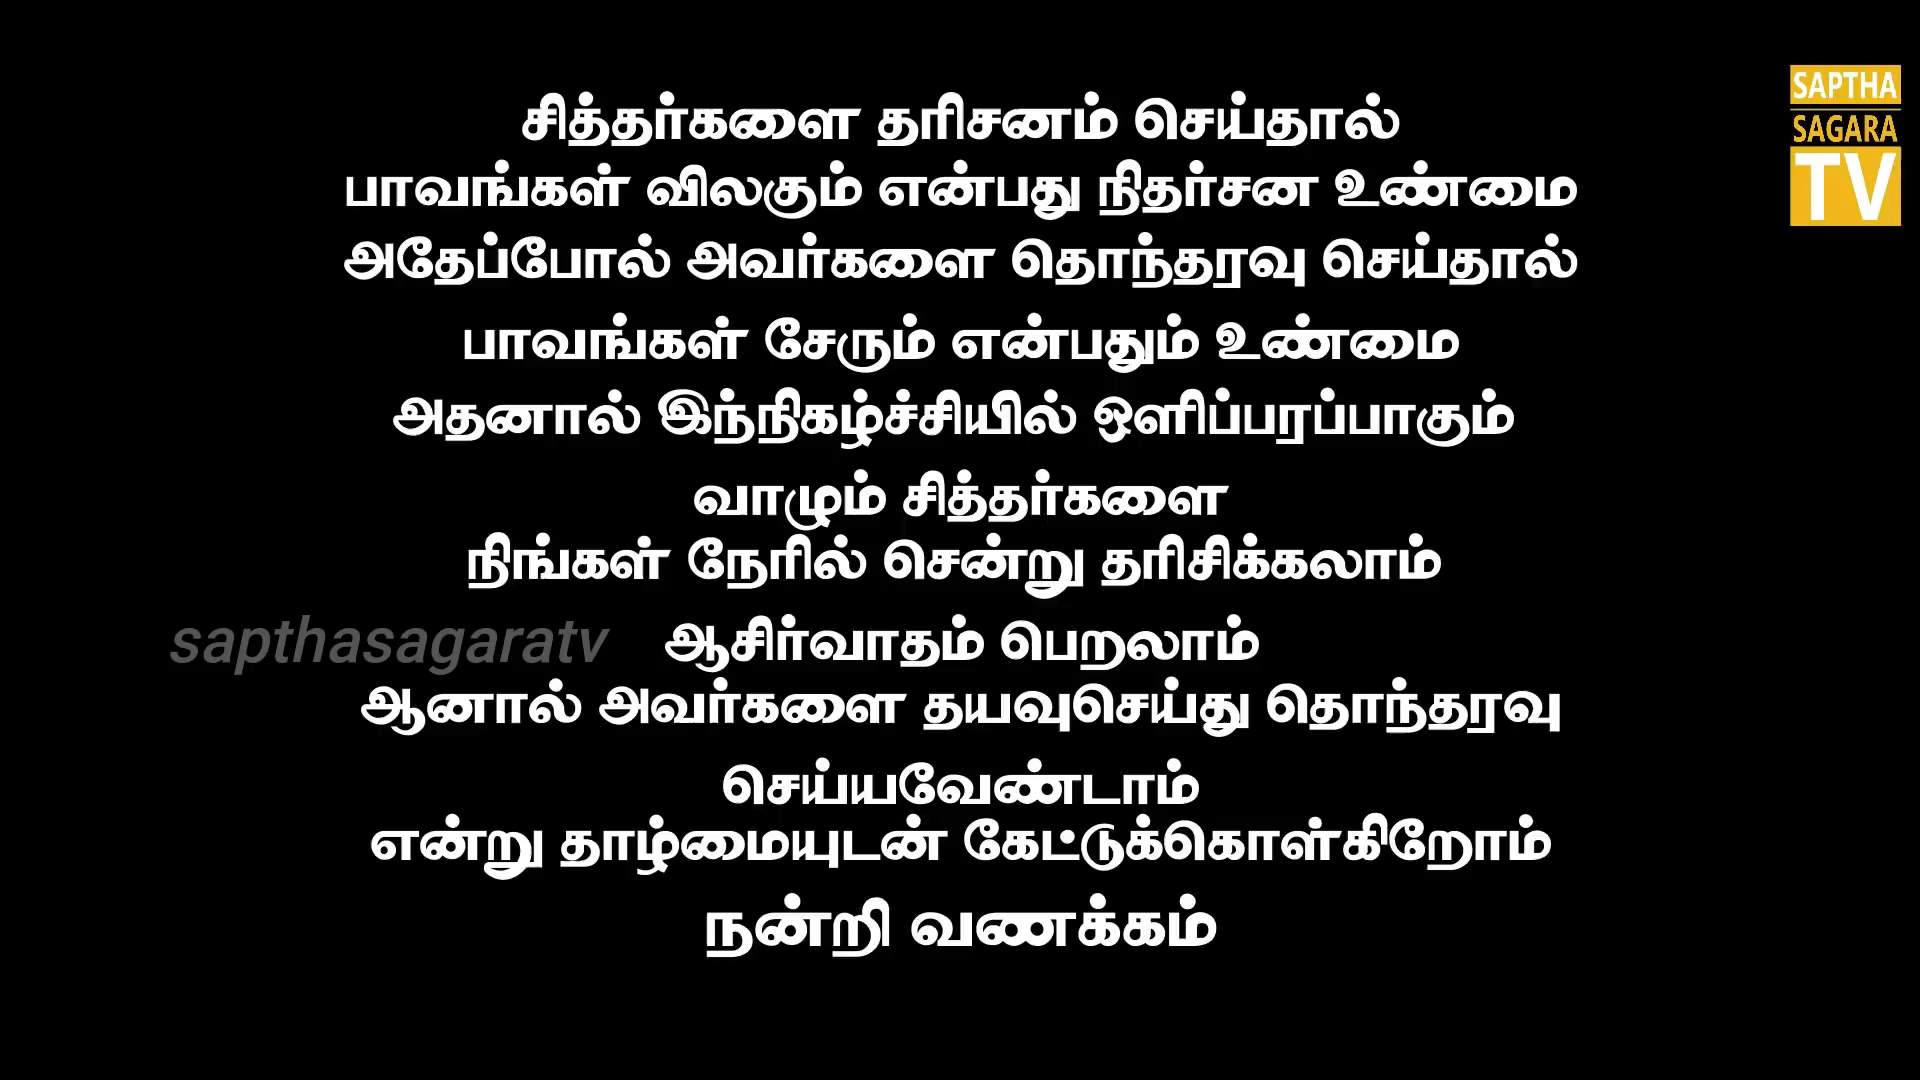 சித்தர்களை தரிசனம் செய்தால்
பாவங்கள் விலகும் என்பது நிதர்சன உண்மை
அதேப்போல் அவர்களை தொந்தரவு செய்தால்
பாவங்கள் சேரும் என்பதும் உண்மை
அதனால் இந்நிகழ்ச்சியில் ஒளிப்பரப்பாகும்
வாழும் சித்தர்களை
நிங்கள் நேரில் சென்று தரிசிக்கலாம்
ஆசிர்வாதம் பெறலாம்
ஆனால் அவர்களை தயவுசெய்து தொந்தரவு
செய்யவேண்டாம்
என்று தாழ்மையுடன் கேட்டுக்கொள்கிறோம்
நன்றி வணக்கம்
sapthasagaratv
SAPTHA
SAGARA
TV